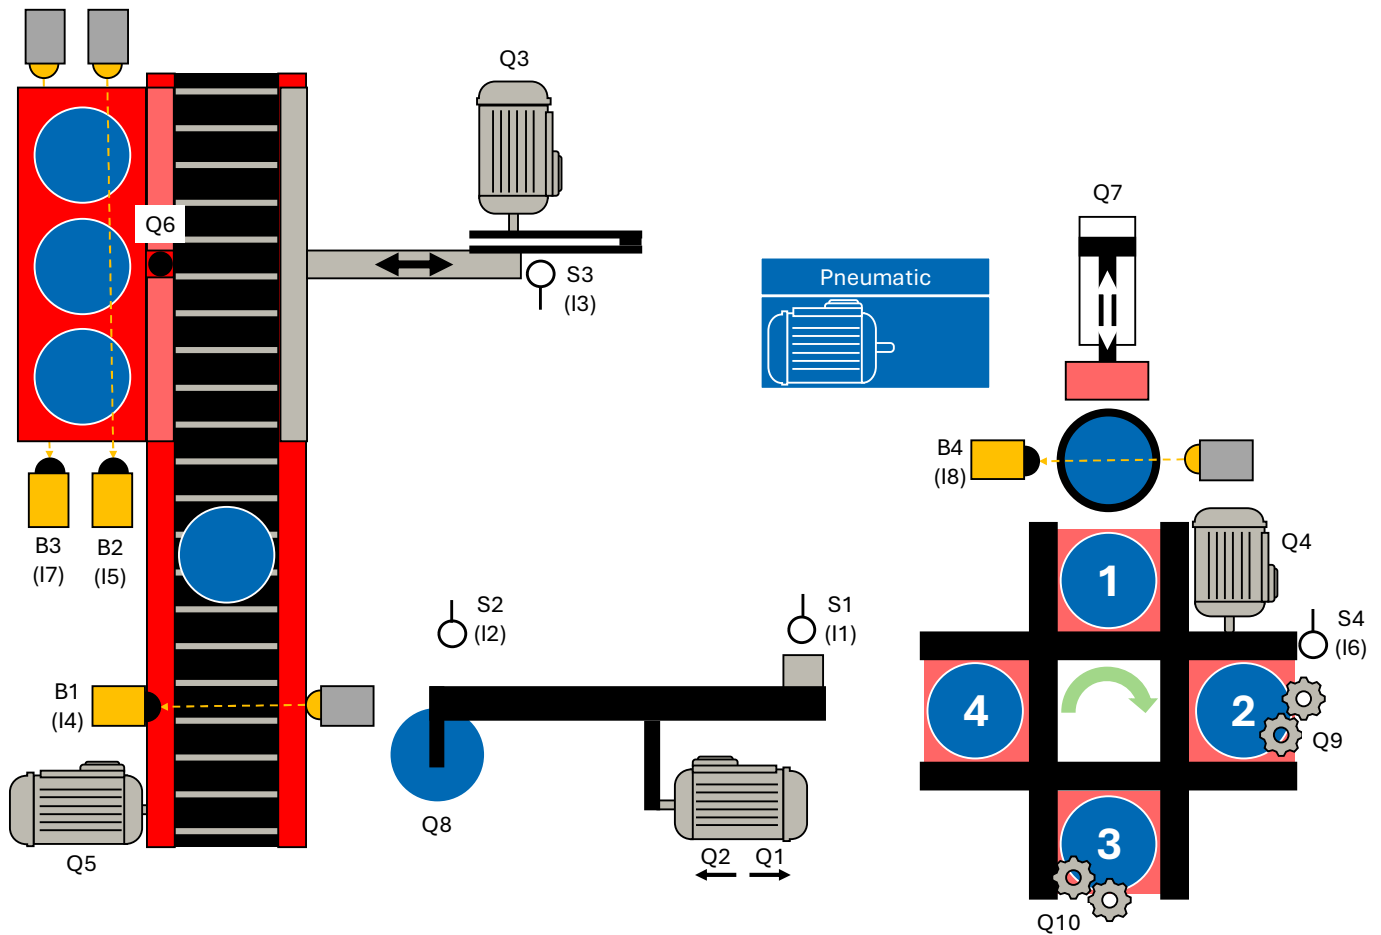 Q3
Q7
Q6
S3
(I3)
Pneumatic
B4
(I8)
B3
(I7)
B2
(I5)
Q4
1
S2
(I2)
S1
(I1)
S4
(I6)
B1
(I4)
4
2
Q9
Q8
Q5
Q2
Q1
3
Q10